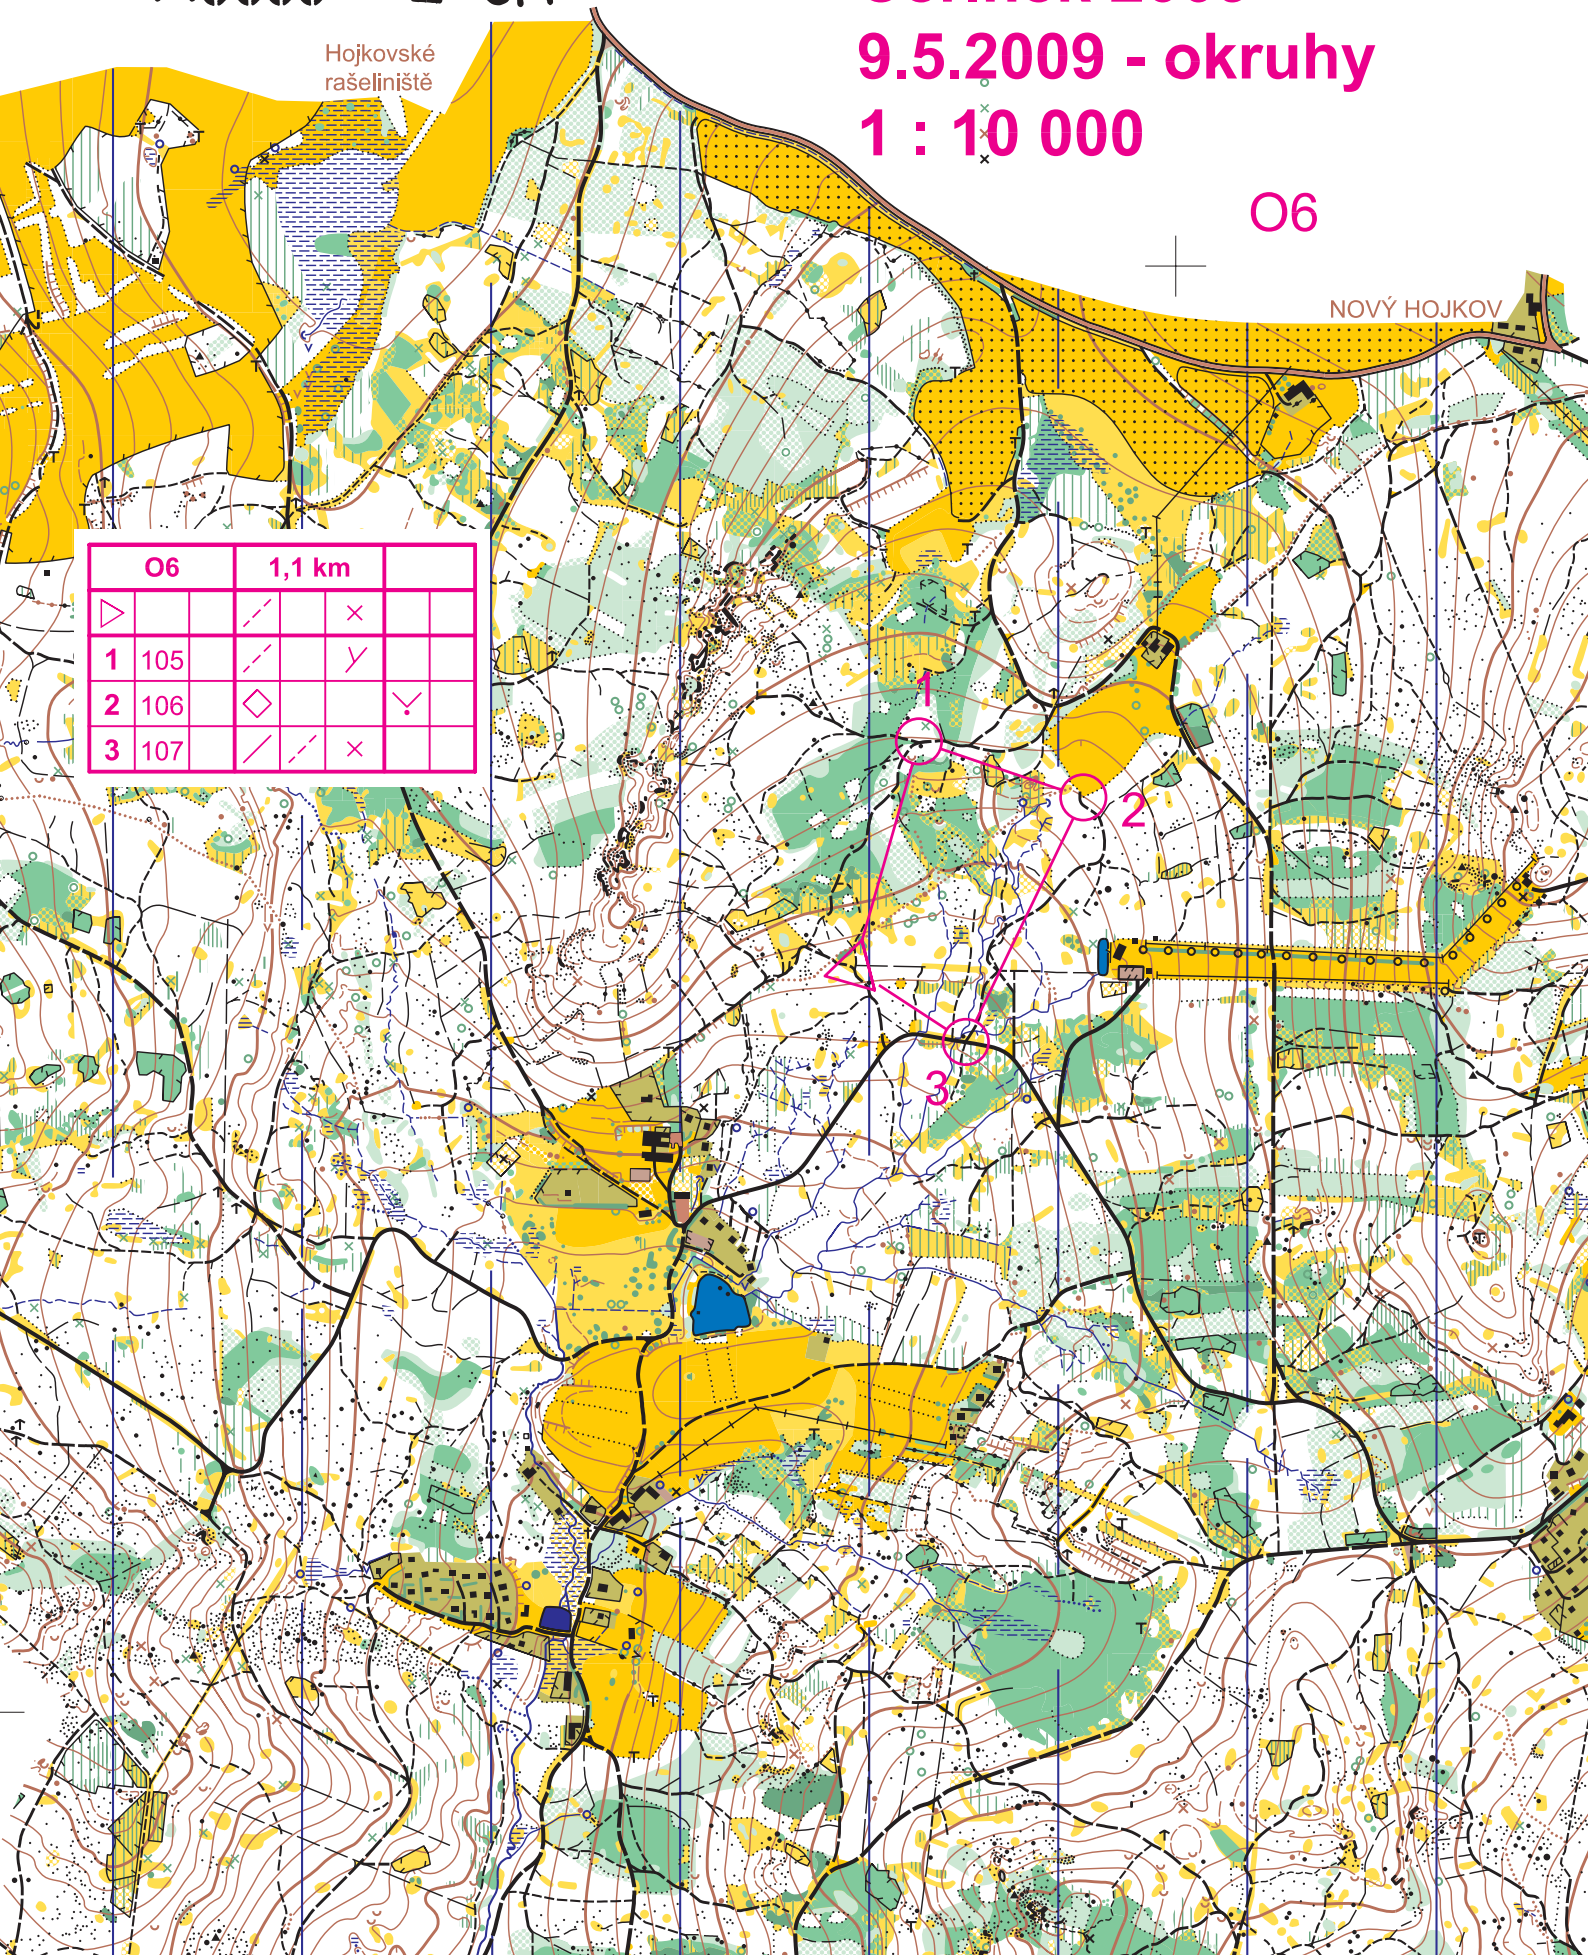 9.5.2009 - okruhy
1 : 10 000
Hojkovské
rašeliniště
O6
NOVÝ HOJKOV
O6 1,1 km
1 105
2 106
3 107
1
2
3